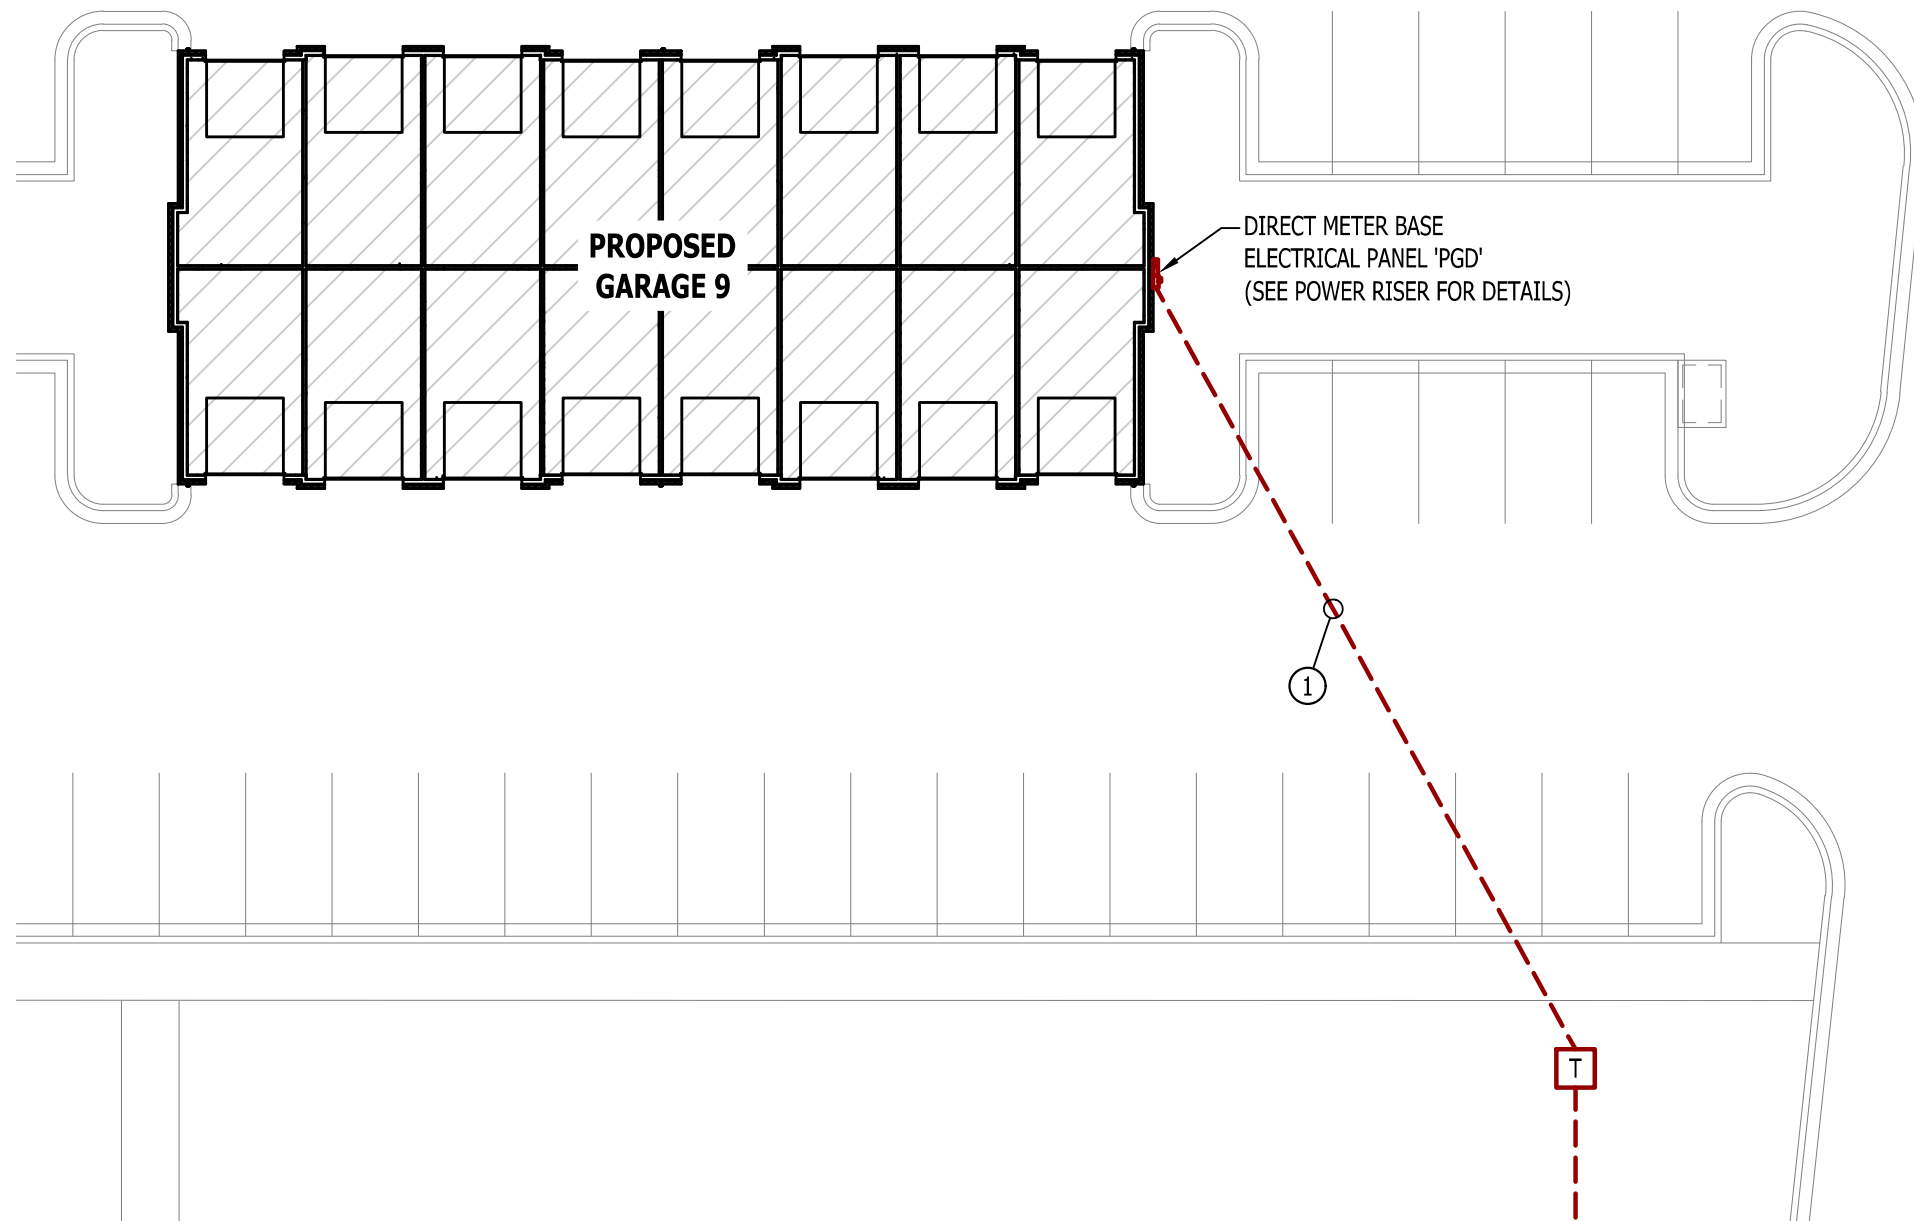 PROPOSED
GARAGE 9
DIRECT METER BASE
ELECTRICAL PANEL 'PGD'
(SEE POWER RISER FOR DETAILS)
1
T